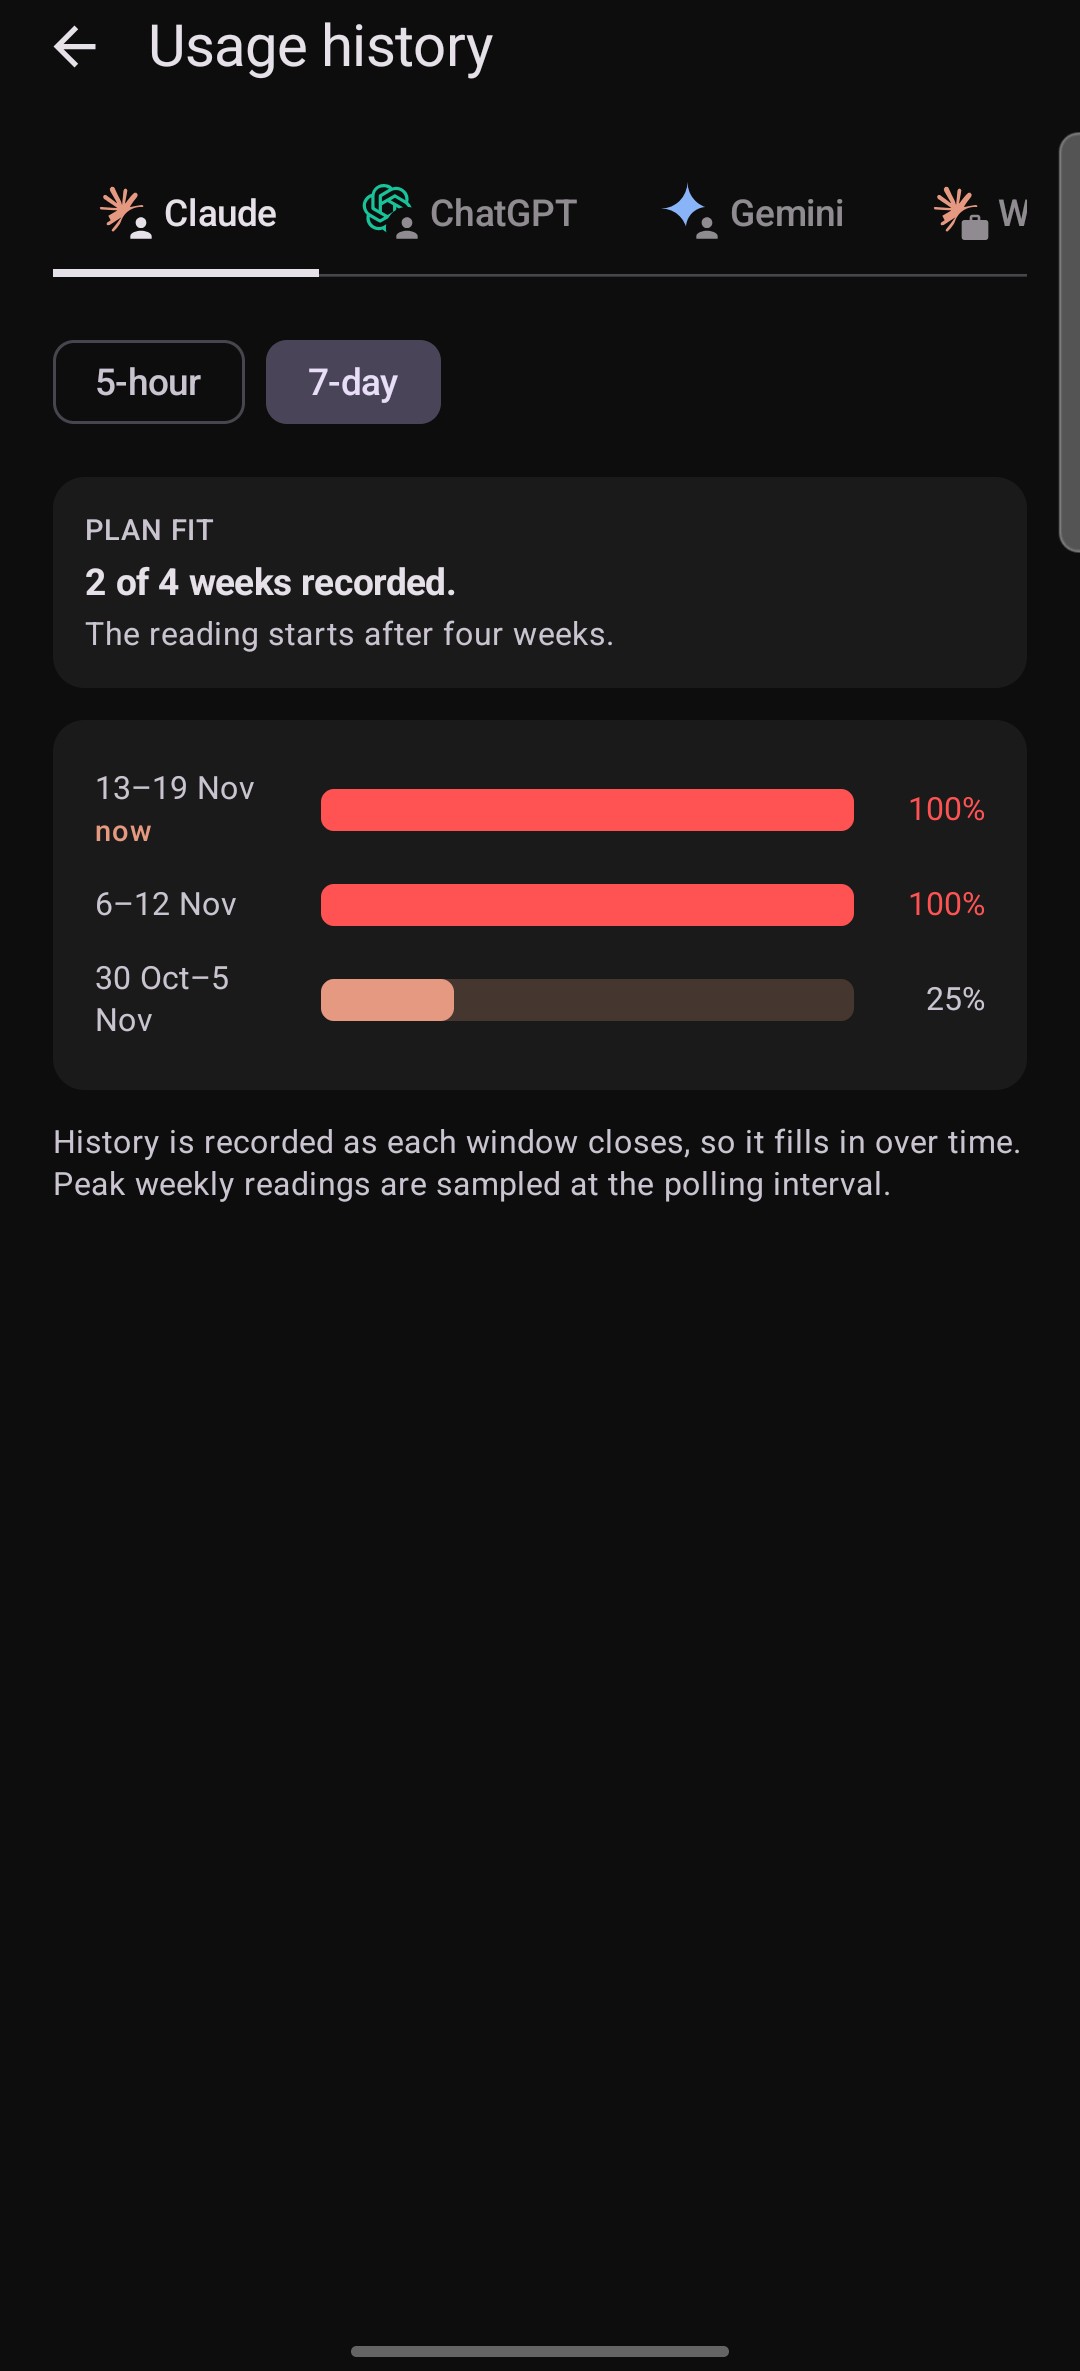 Usage history
Claude
ChatGPT
Gemini
W
5-hour
7-day
PLAN FIT
2 of 4 weeks recorded.
The reading starts after four weeks.
13–19 Nov
now
100%
6–12 Nov
100%
30 Oct–5
Nov
25%
History is recorded as each window closes, so it fills in over time.
Peak weekly readings are sampled at the polling interval.